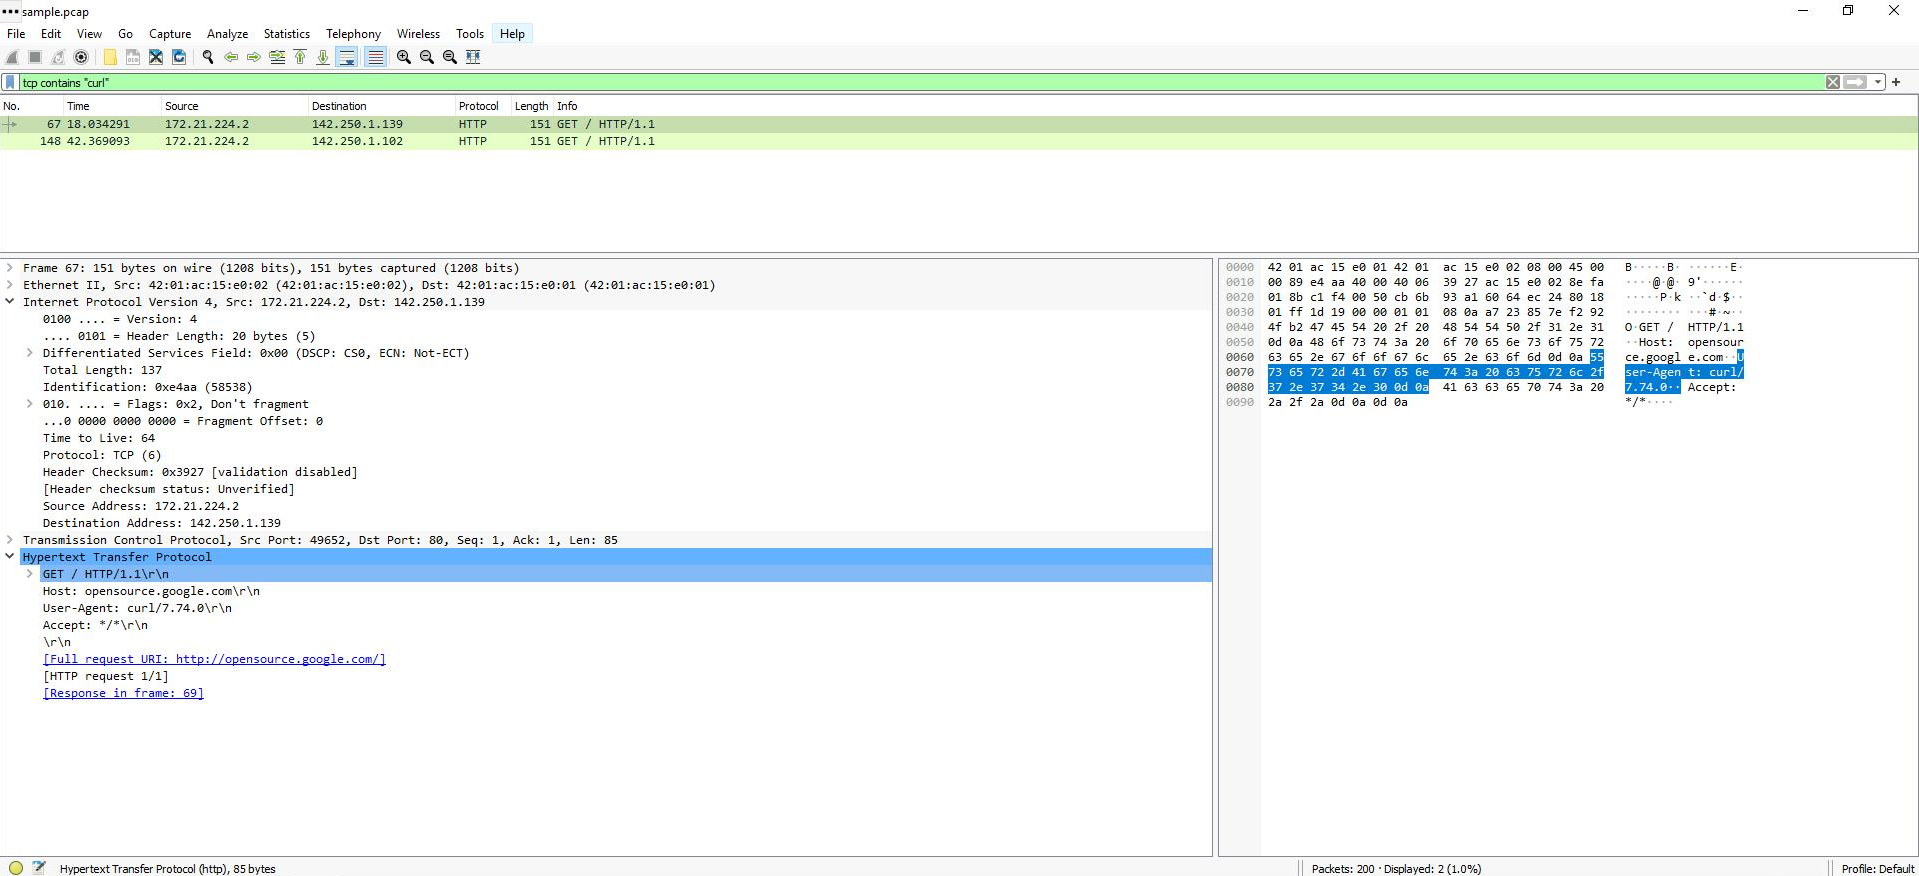 sample.pcap
File Edit View Go Capture Analyze Statistics Telephony Wireless Tools Help
tcp contains "curl"
No. Time Source Destination Protocol Length Info
67 18.034291 172.21.224.2 142.250.1.139 HTTP 151 GET / HTTP/1.1
148 42.369093 172.21.224.2 142.250.1.102 HTTP 151 GET / HTTP/1.1
Frame 67: 151 bytes on wire (1208 bits), 151 bytes captured (1208 bits)
Ethernet II, Src: 42:01:ac:15:e0:02 (42:01:ac:15:e0:02), Dst: 42:01:ac:15:e0:01 (42:01:ac:15:e0:01)
Internet Protocol Version 4, Src: 172.21.224.2, Dst: 142.250.1.139
0100 .... = Version: 4
.... 0101 = Header Length: 20 bytes (5)
Differentiated Services Field: 0x00 (DSCP: CS0, ECN: Not-ECT)
Total Length: 137
Identification: 0xe4aa (58538)
010. .... = Flags: 0x2, Don't fragment
...0 0000 0000 0000 = Fragment Offset: 0
Time to Live: 64
Protocol: TCP (6)
Header Checksum: 0x3927 [validation disabled]
[Header checksum status: Unverified]
Source Address: 172.21.224.2
Destination Address: 142.250.1.139
Transmission Control Protocol, Src Port: 49652, Dst Port: 80, Seq: 1, Ack: 1, Len: 85
Hypertext Transfer Protocol
GET / HTTP/1.1\r\n
Host: opensource.google.com\r\n
User-Agent: curl/7.74.0\r\n
Accept: */*\r\n
\r\n
[Full request URI: http://opensource.google.com/]
[HTTP request 1/1]
[Response in frame: 69]
0000 42 01 ac 15 e0 01 42 01 ac 15 e0 02 08 00 45 00 B·····B· ······E·
0010 00 89 e4 aa 40 00 40 06 39 27 ac 15 e0 02 8e fa ····@·@· 9'······
0020 01 8b c1 f4 00 50 cb 6b 93 a1 60 64 ec 24 80 18 ·····P·k ··`d·$··
0030 01 ff 1d 19 00 00 01 01 08 0a a7 23 85 7e f2 92 ········ ···#·~··
0040 4f b2 47 45 54 20 2f 20 48 54 54 50 2f 31 2e 31 O·GET / HTTP/1.1
0050 0d 0a 48 6f 73 74 3a 20 6f 70 65 6e 73 6f 75 72 ··Host: opensour
0060 63 65 2e 67 6f 6f 67 6c 65 2e 63 6f 6d 0d 0a 55 ce.googl e.com··U
0070 73 65 72 2d 41 67 65 6e 74 3a 20 63 75 72 6c 2f ser-Agen t: curl/
0080 37 2e 37 34 2e 30 0d 0a 41 63 63 65 70 74 3a 20 7.74.0·· Accept:
0090 2a 2f 2a 0d 0a 0d 0a */*····
Hypertext Transfer Protocol (http), 85 bytes
Packets: 200 · Displayed: 2 (1.0%)
Profile: Default